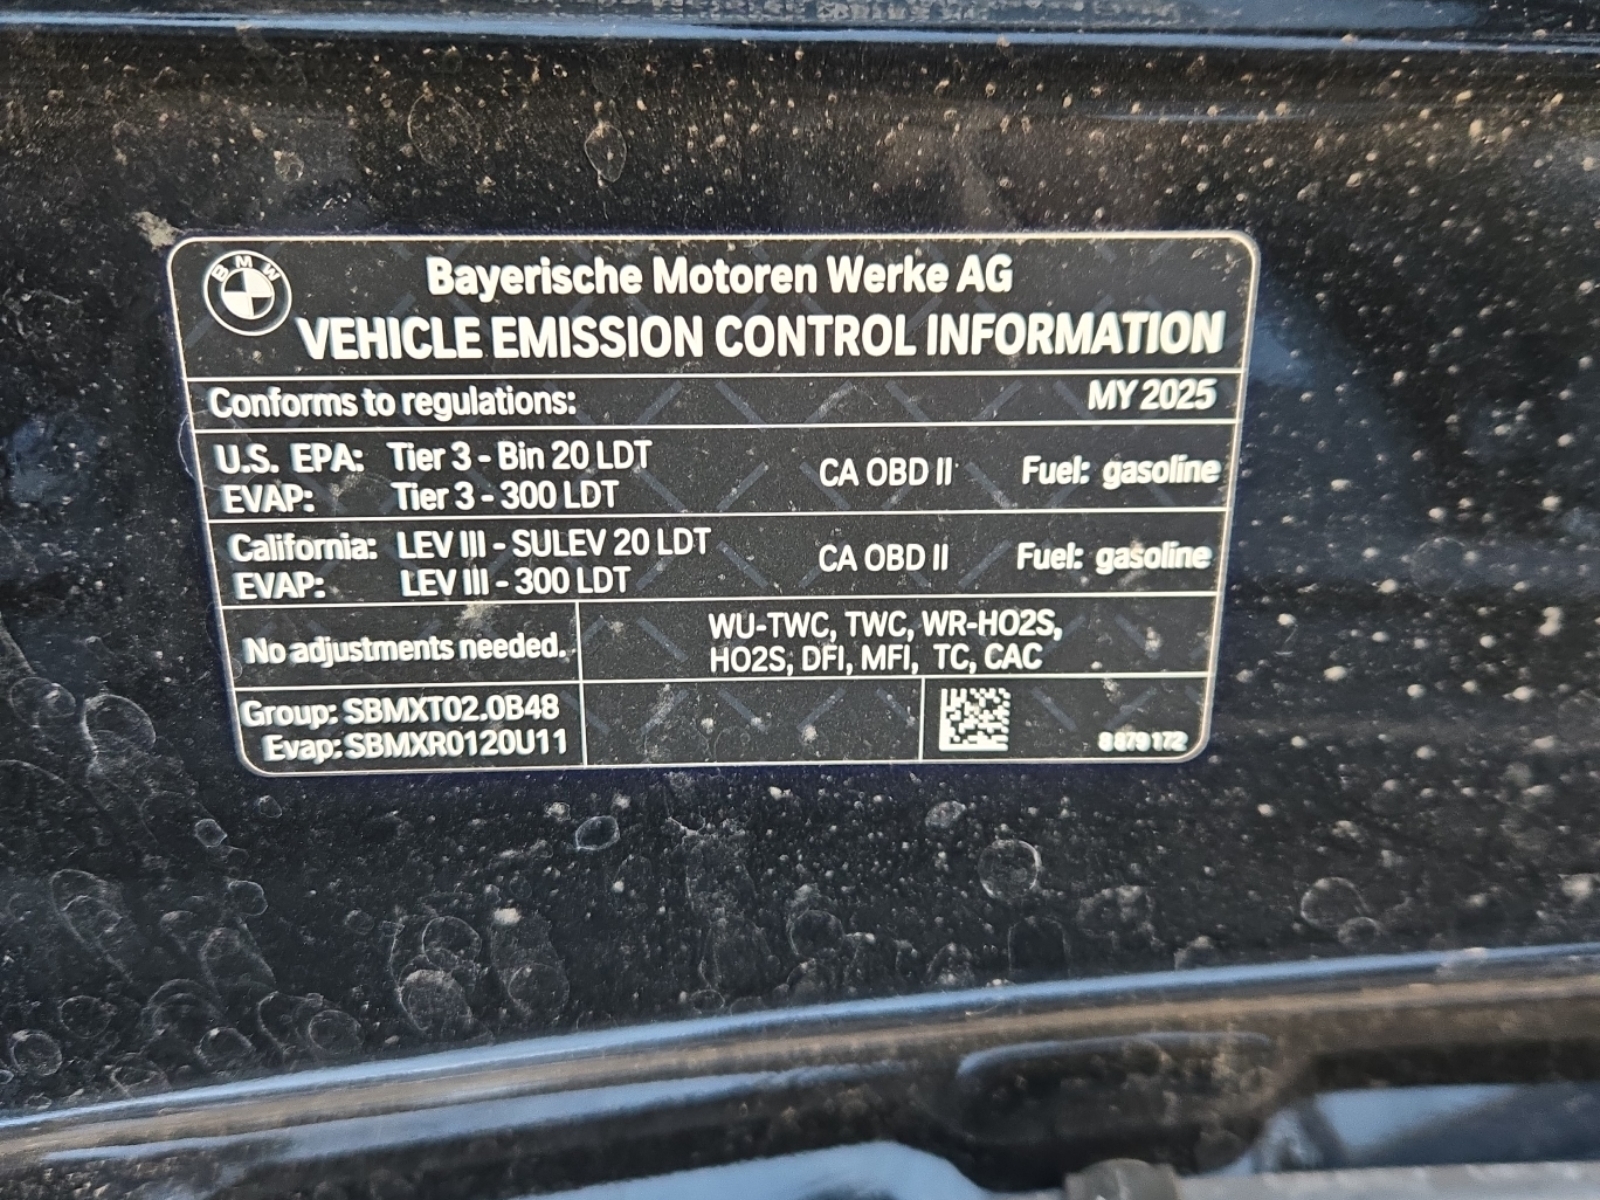 BMW
Bayerische Motoren Werke AG
VEHICLE EMISSION CONTROL INFORMATION
Conforms to regulations: MY 2025
U.S. EPA: Tier 3 - Bin 20 LDT CA OBD II Fuel: gasoline
EVAP: Tier 3 - 300 LDT
California: LEV III - SULEV 20 LDT CA OBD II Fuel: gasoline
EVAP: LEV III - 300 LDT
No adjustments needed.
WU-TWC, TWC, WR-HO2S,
HO2S, DFI, MFI, TC, CAC
Group: SBMXT02.0B48
Evap: SBMXR0120U11
8879172